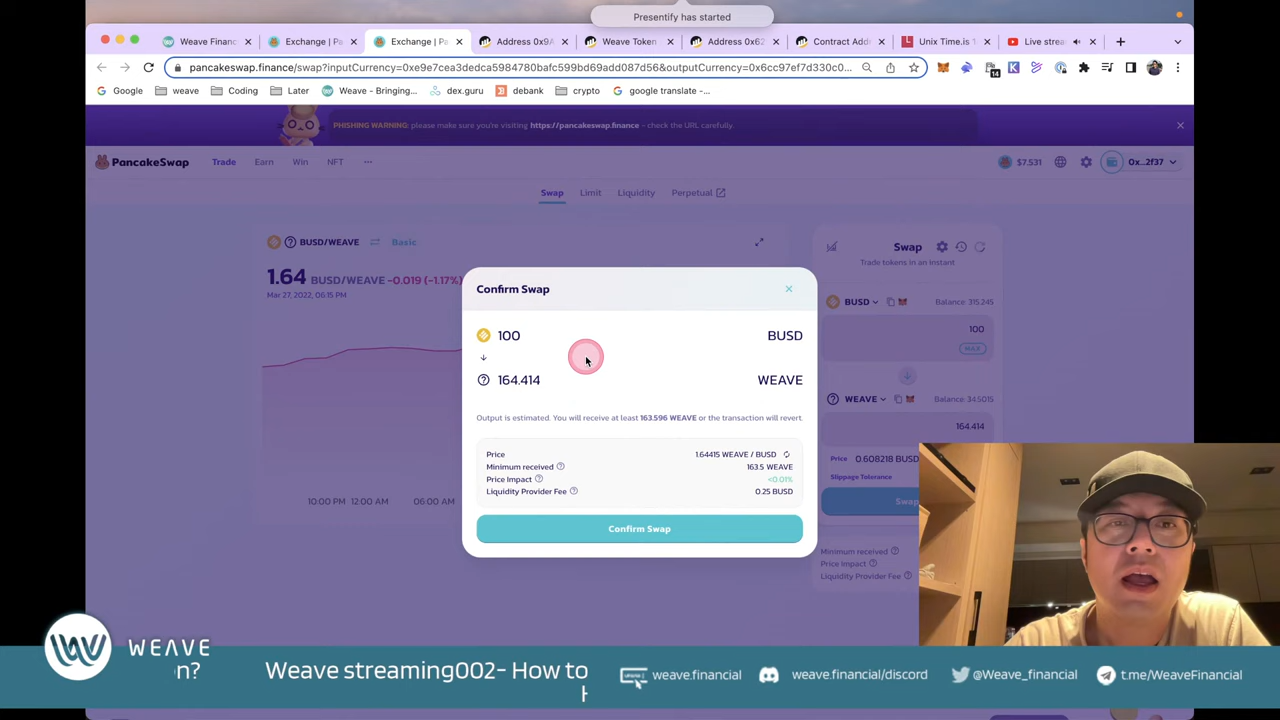 Presentify has started
Weave Financ
Exchange | Pa
Exchange | Pa
Address 0x9A
Weave Token
Address 0x62
Contract Add
Unix Time.is 1
Live strea
pancakeswap.finance/swap?inputCurrency=0xe9e7cea3dedca5984780bafc599bd69add087d56&outputCurrency=0x6cc97ef7d330c0...
14
Google
weave
Coding
Later
Weave - Bringing...
dex.guru
debank
crypto
google translate -...
PHISHING WARNING: please make sure you're visiting https://pancakeswap.finance - check the URL carefully.
PancakeSwap
Trade
Earn
Win
NFT
$7.531
0x...2f37
Swap
Limit
Liquidity
Perpetual
BUSD/WEAVE
Basic
1.64 BUSD/WEAVE -0.019 (-1.17%)
Mar 27, 2022, 06:15 PM
10:00 PM
12:00 AM
06:00 AM
Swap
Trade tokens in an instant
BUSD
Balance: 315.245
100
MAX
WEAVE
Balance: 34.5015
164.414
Price
0.608218 BUSD
Slippage Tolerance
Swap
Minimum received
Price Impact
Liquidity Provider Fee
Confirm Swap
100
BUSD
164.414
WEAVE
Output is estimated. You will receive at least 163.596 WEAVE or the transaction will revert.
Price
1.64415 WEAVE / BUSD
Minimum received
163.5 WEAVE
Price Impact
<0.01%
Liquidity Provider Fee
0.25 BUSD
Confirm Swap
W WEAVE
n?
Weave streaming002- How to
weave.financial
weave.financial/discord
@Weave_financial
t.me/WeaveFinancial